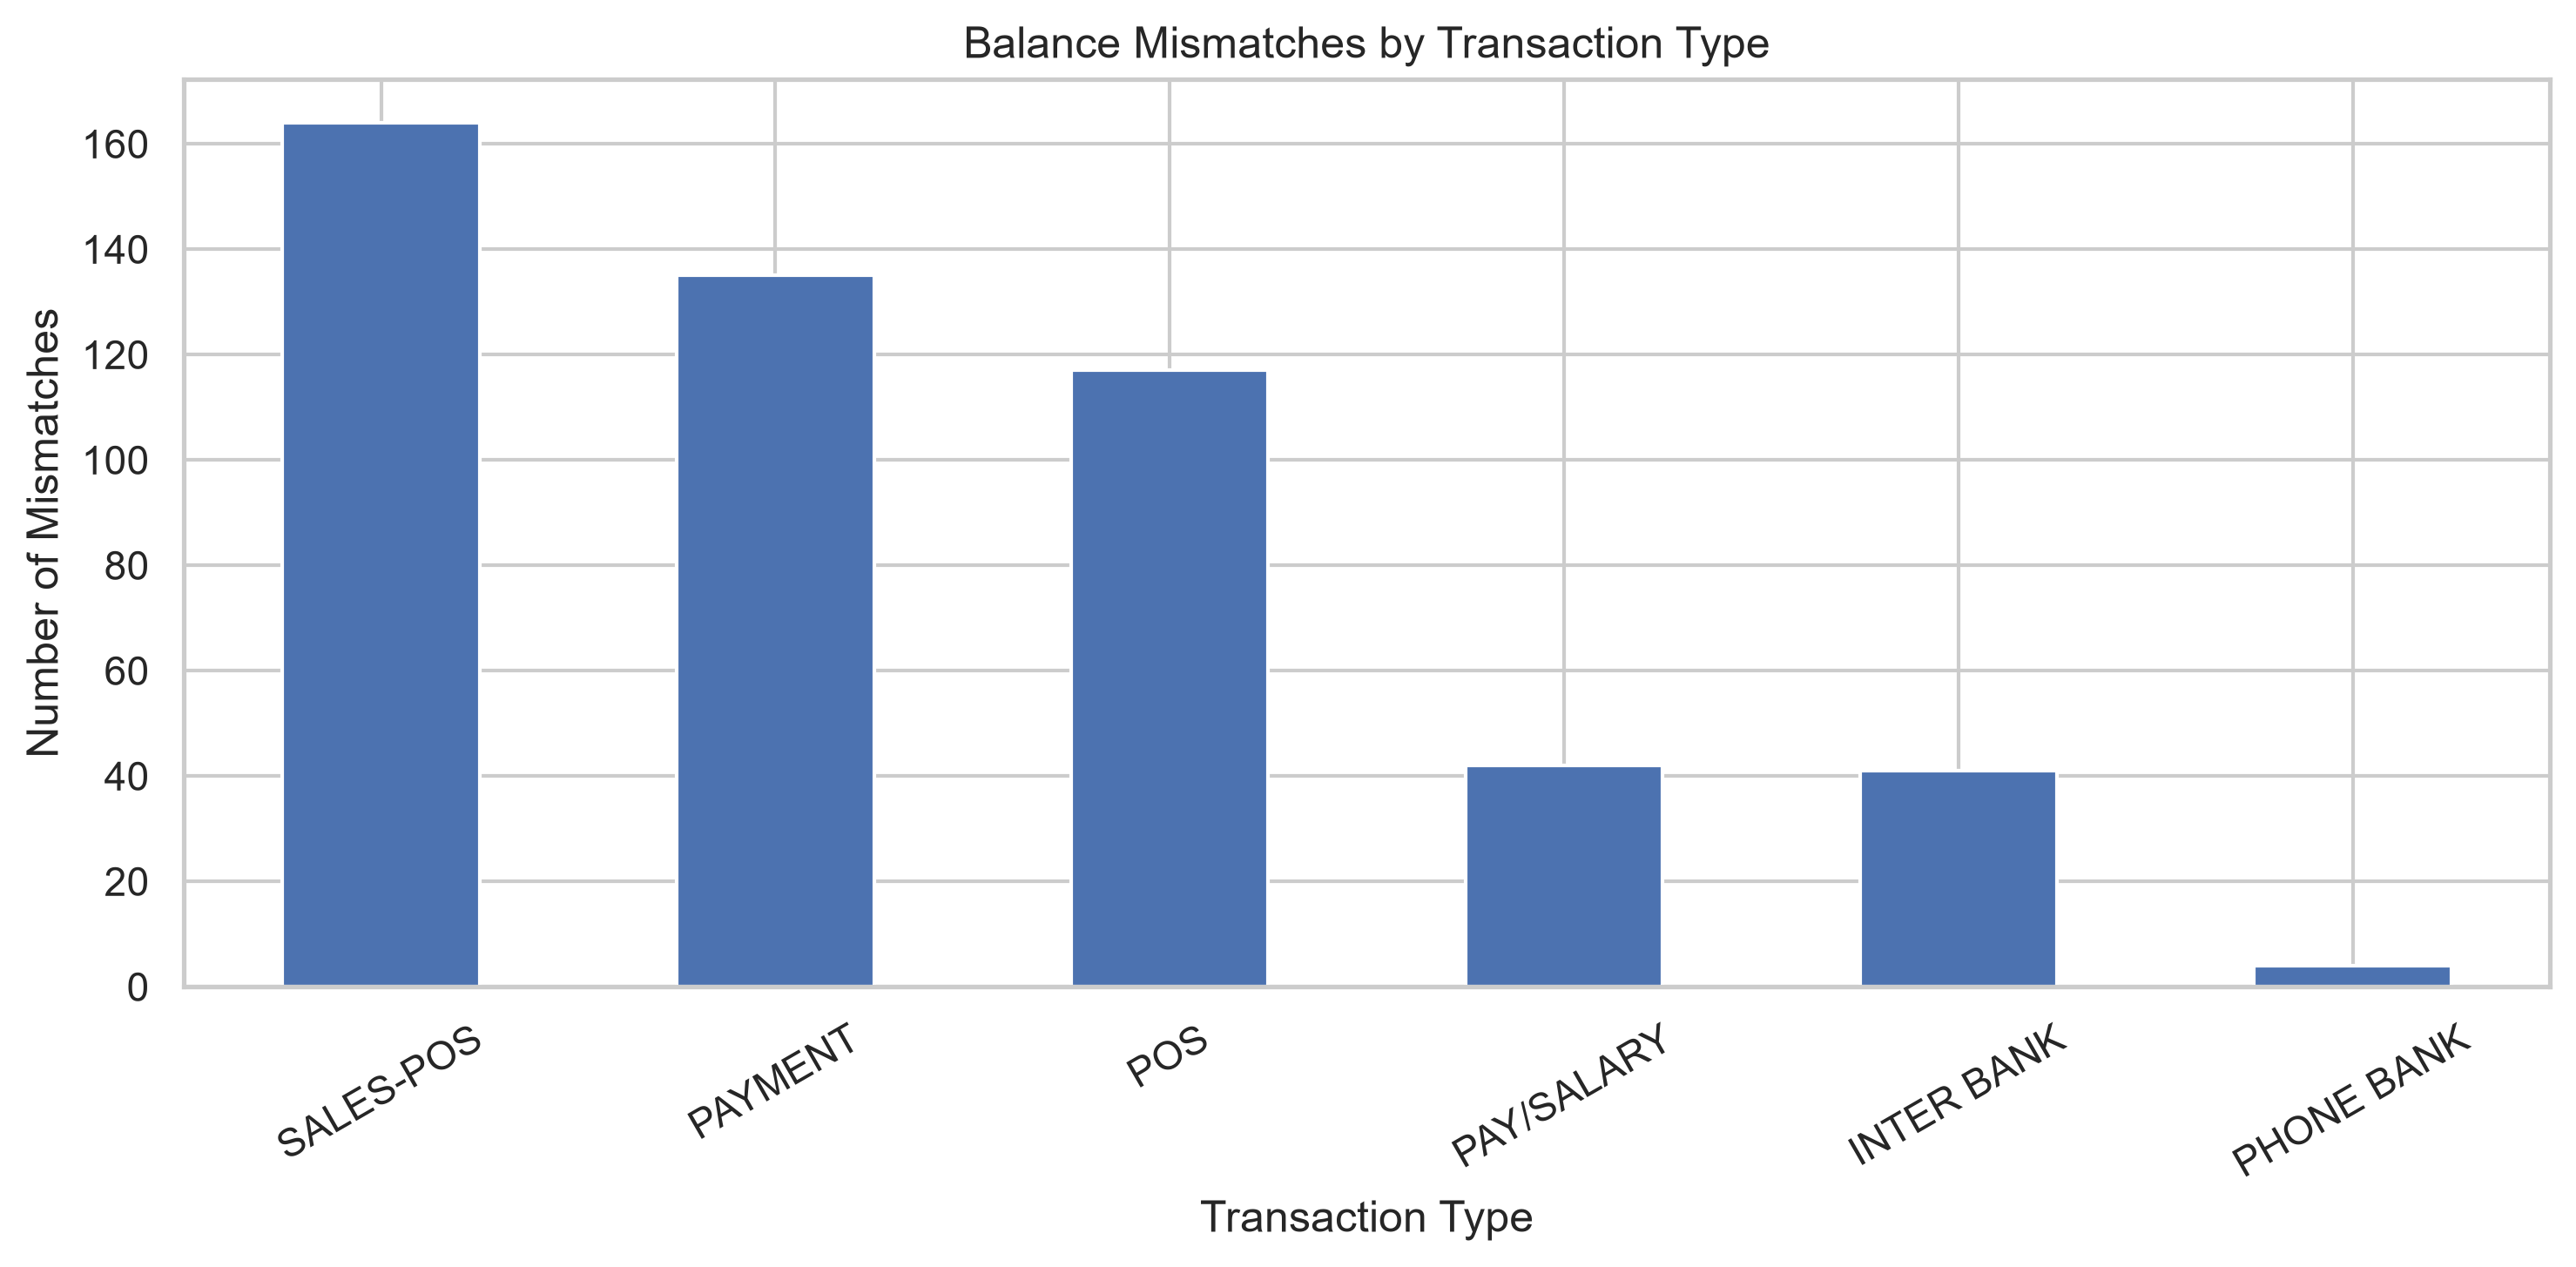 Balance Mismatches by Transaction Type
Number of Mismatches
160
140
120
100
80
60
40
20
0
SALES-POS
PAYMENT
POS
PAY/SALARY
INTER BANK
PHONE BANK
Transaction Type